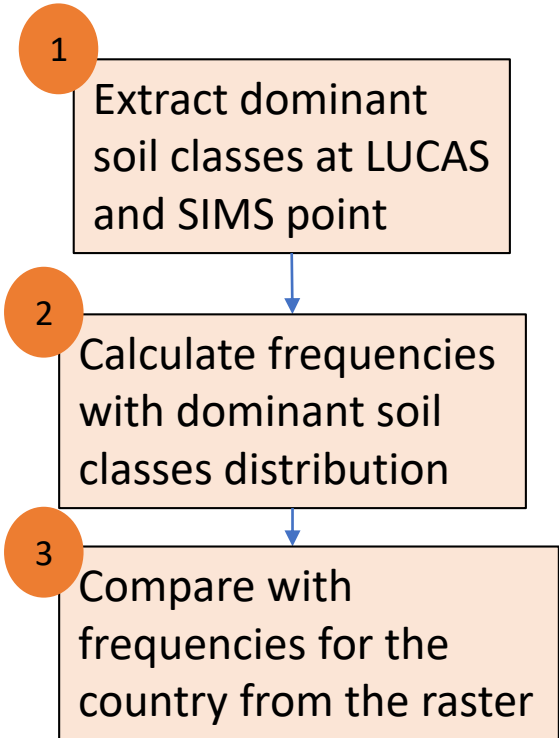 1
Extract dominant
soil classes at LUCAS
and SIMS point
2
Calculate frequencies
with dominant soil
classes distribution
3
Compare with
frequencies for the
country from the raster